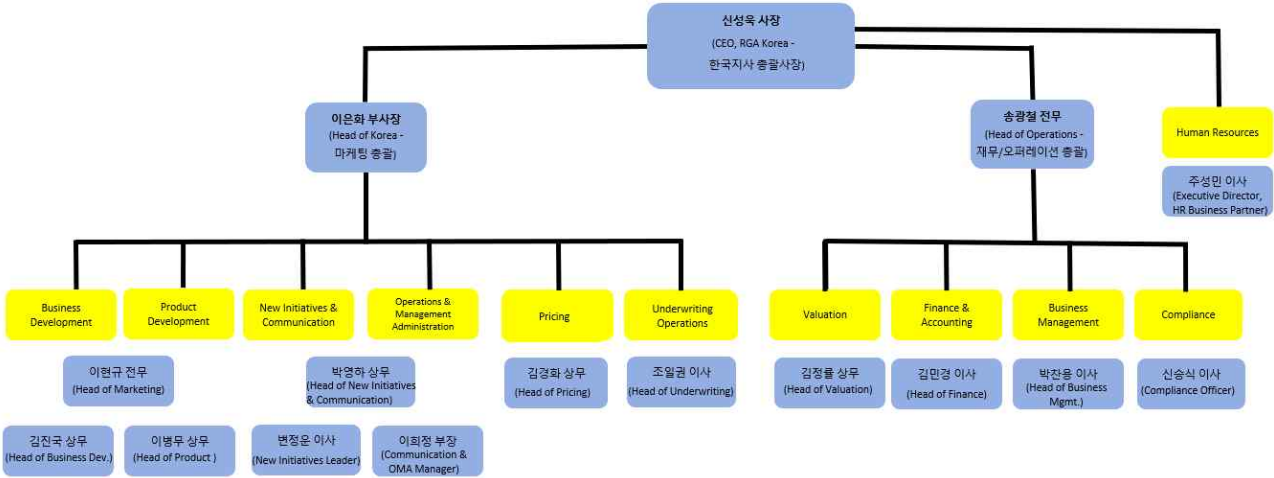 신성욱 사장
(CEO, RGA Korea -
한국지사 총괄사장)
이은화 부사장
(Head of Korea -
마케팅 총괄)
송광철 전무
(Head of Operations -
재무/오퍼레이션 총괄)
Human Resources
주성민 이사
(Executive Director,
HR Business Partner)
Business
Development
Product
Development
New Initiatives &
Communication
Operations &
Management
Administration
Pricing
Underwriting
Operations
Valuation
Finance &
Accounting
Business
Management
Compliance
이현규 전무
(Head of Marketing)
박영하 상무
(Head of New Initiatives
& Communication)
김경화 상무
(Head of Pricing)
조일권 이사
(Head of Underwriting)
김정률 상무
(Head of Valuation)
김민경 이사
(Head of Finance)
박찬용 이사
(Head of Business
Mgmt.)
신승식 이사
(Compliance Officer)
김진국 상무
(Head of Business Dev.)
이병무 상무
(Head of Product )
변정운 이사
(New Initiatives Leader)
이희정 부장
(Communication &
OMA Manager)